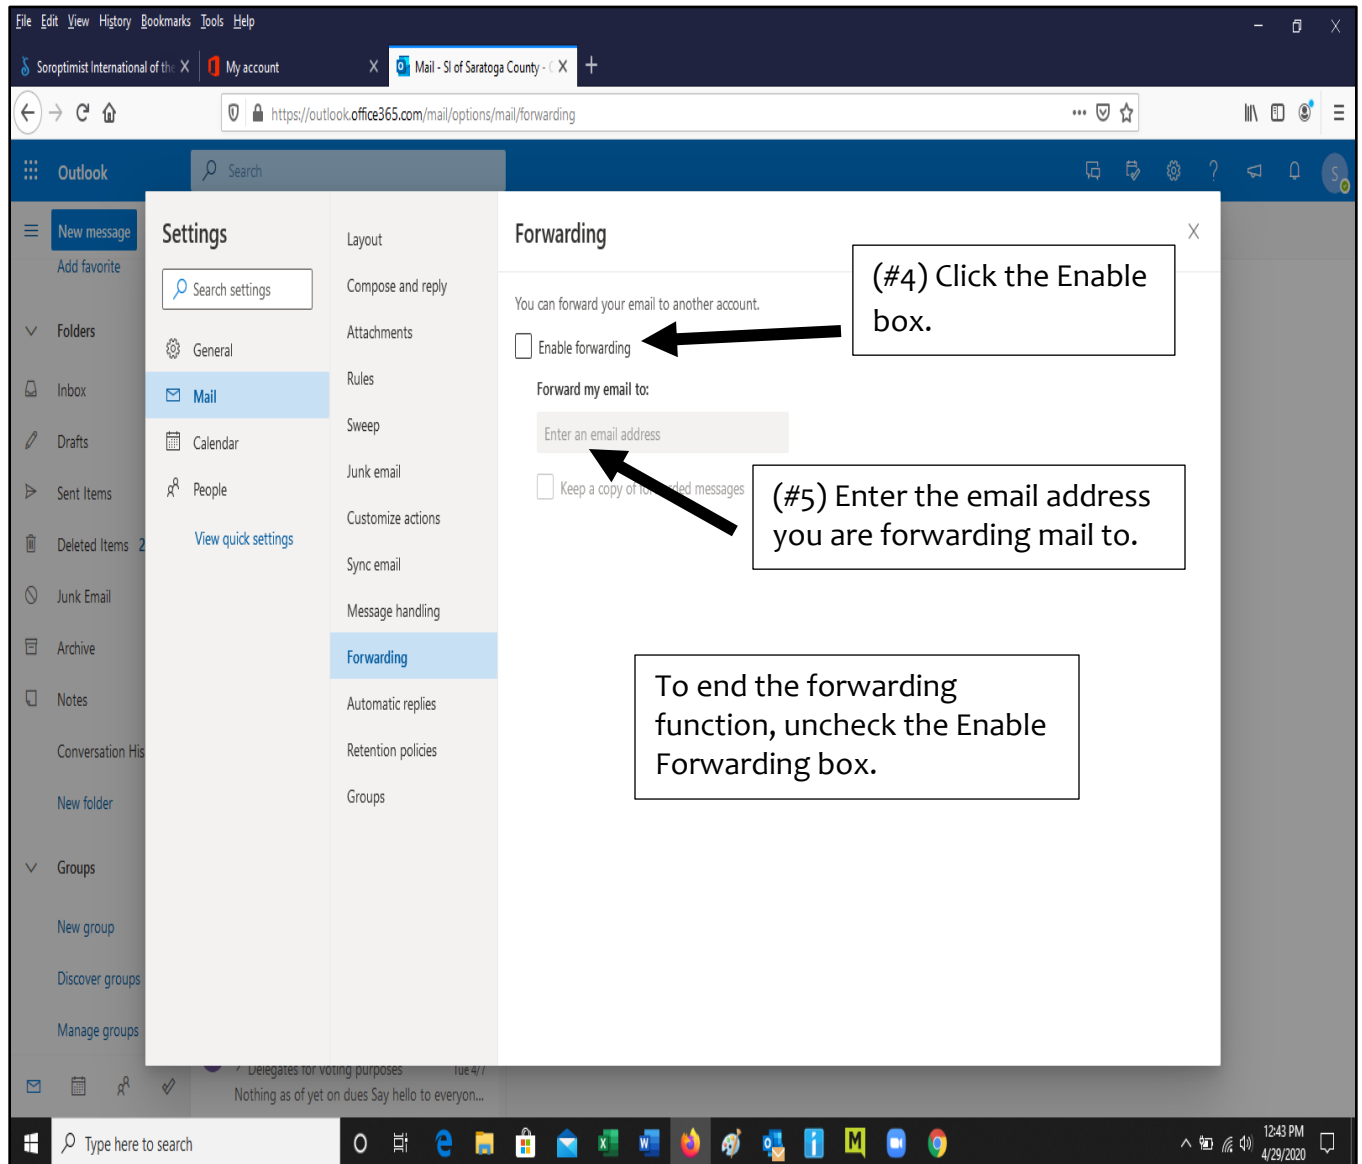 File Edit View History Bookmarks Tools Help
Soroptimist International of the
My account
Mail - SI of Saratoga County -
https://outlook.office365.com/mail/options/mail/forwarding
Outlook
Search
S
New message
Add favorite
Folders
Inbox
Drafts
Sent Items
Deleted Items 2
Junk Email
Archive
Notes
Conversation His
New folder
Groups
New group
Discover groups
Manage groups
Settings
Search settings
General
Mail
Calendar
People
View quick settings
Layout
Compose and reply
Attachments
Rules
Sweep
Junk email
Customize actions
Sync email
Message handling
Forwarding
Automatic replies
Retention policies
Groups
Forwarding
You can forward your email to another account.
Enable forwarding
Forward my email to:
Enter an email address
Keep a copy of forwarded messages
(#4) Click the Enable
box.
(#5) Enter the email address
you are forwarding mail to.
To end the forwarding
function, uncheck the Enable
Forwarding box.
Delegates for voting purposes Tue 4/7
Nothing as of yet on dues Say hello to everyon...
Type here to search
12:43 PM
4/29/2020